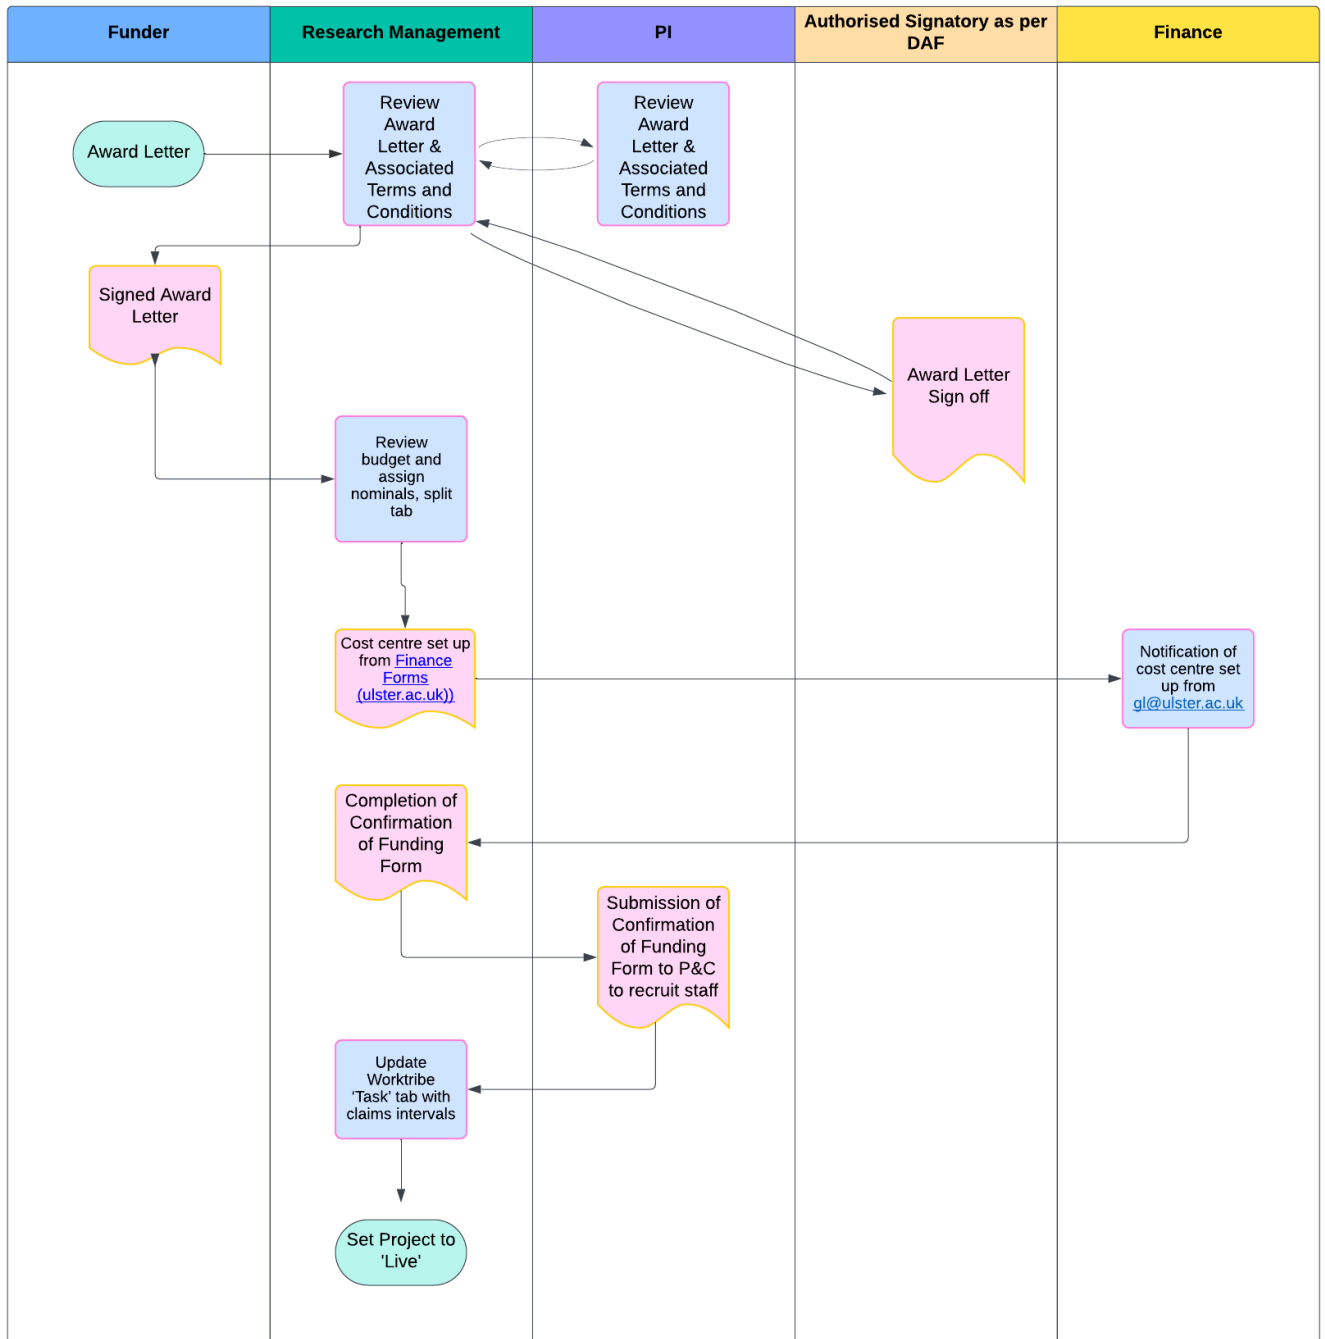 Funder
Research Management
PI
Authorised Signatory as per
DAF
Finance
Award Letter
Review
Award
Letter &
Associated
Terms and
Conditions
Review
Award
Letter &
Associated
Terms and
Conditions
Signed Award
Letter
Award Letter
Sign off
Review
budget and
assign
nominals, split
tab
Cost centre set up
from Finance
Forms
(ulster.ac.uk))
Notification of
cost centre set
up from
gl@ulster.ac.uk
Completion of
Confirmation
of Funding
Form
Submission of
Confirmation
of Funding
Form to P&C
to recruit staff
Update
Worktribe
'Task' tab with
claims intervals
Set Project to
'Live'